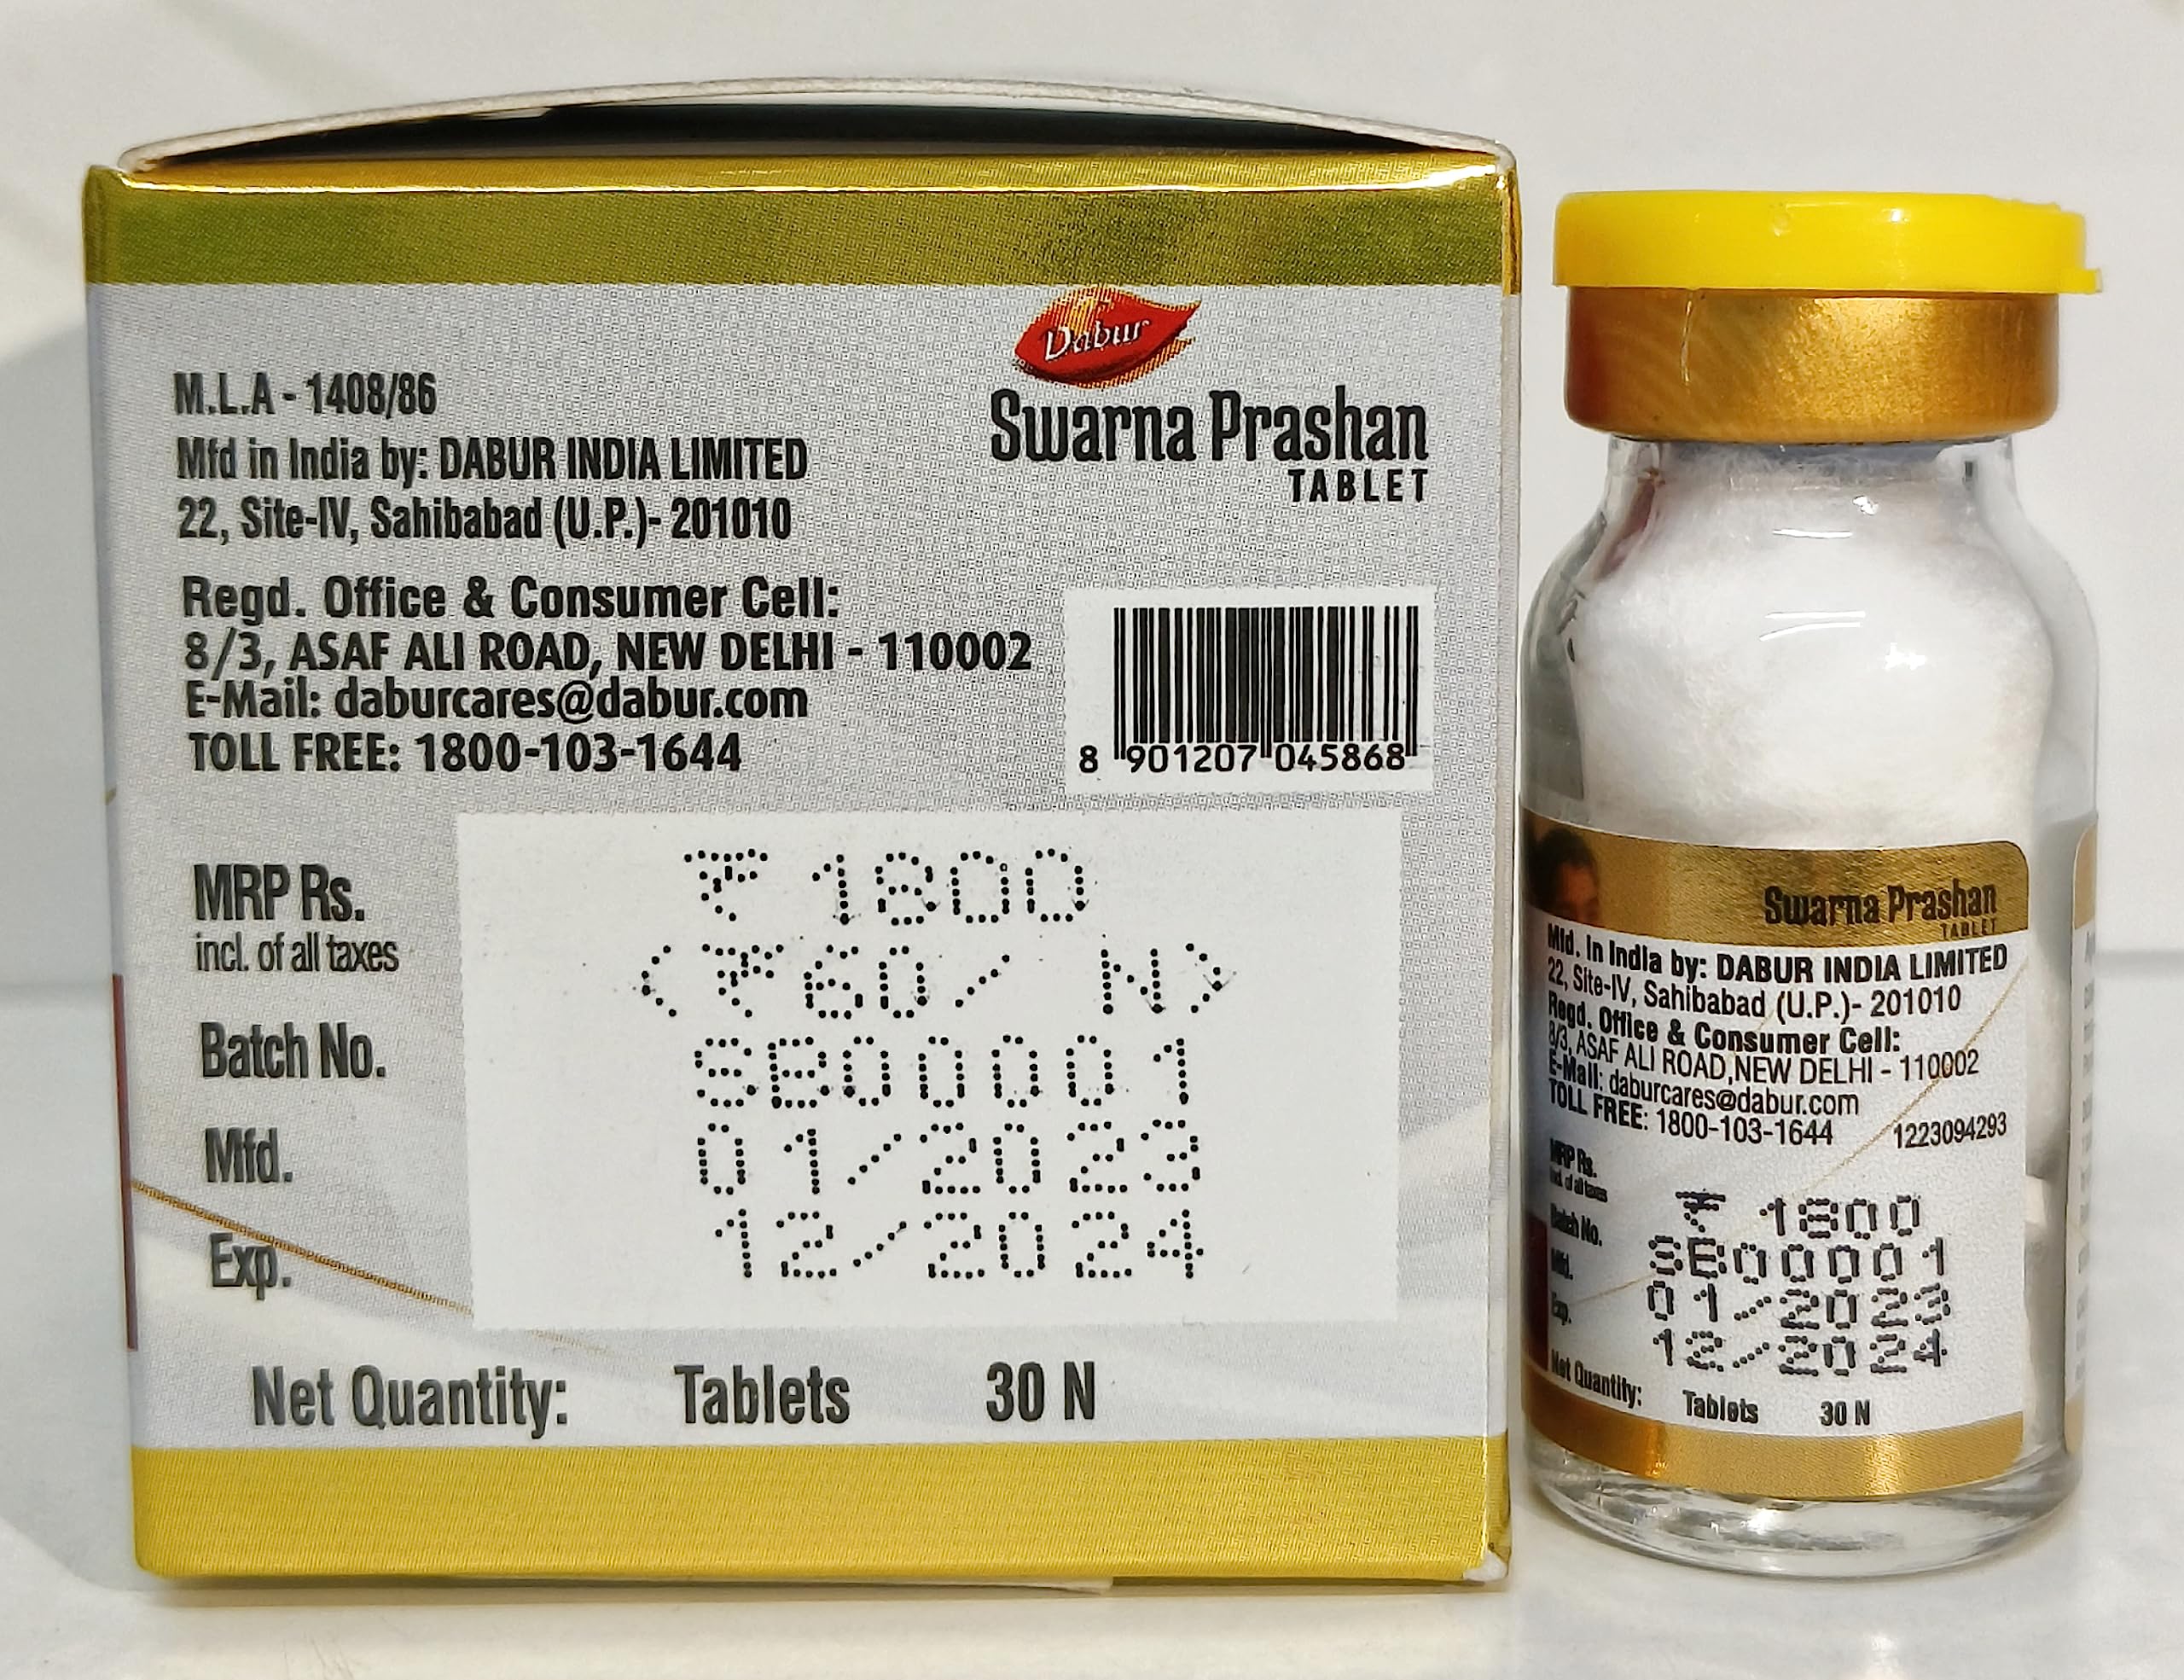 Dabur
Swarna Prashan
TABLET
M.L.A - 1408/86
Mfd in India by: DABUR INDIA LIMITED
22, Site-IV, Sahibabad (U.P.)- 201010
Regd. Office & Consumer Cell:
8/3, ASAF ALI ROAD, NEW DELHI - 110002
E-Mail: daburcares@dabur.com
TOLL FREE: 1800-103-1644
8 901207 045868
MRP Rs. ₹ 1800
incl. of all taxes <₹60/ N>
Batch No. SB00001
Mfd. 01/2023
Exp. 12/2024
Net Quantity: Tablets 30 N
Swarna Prashan
TABLET
Mfd. in India by: DABUR INDIA LIMITED
22, Site-IV, Sahibabad (U.P.)- 201010
Regd. Office & Consumer Cell:
8/3, ASAF ALI ROAD,NEW DELHI - 110002
E-Mail: daburcares@dabur.com
TOLL FREE: 1800-103-1644 1223094293
MRP Rs. ₹ 1800
incl. of all taxes
Batch No. SB00001
Mfd. 01/2023
Exp. 12/2024
Net Quantity: Tablets 30 N